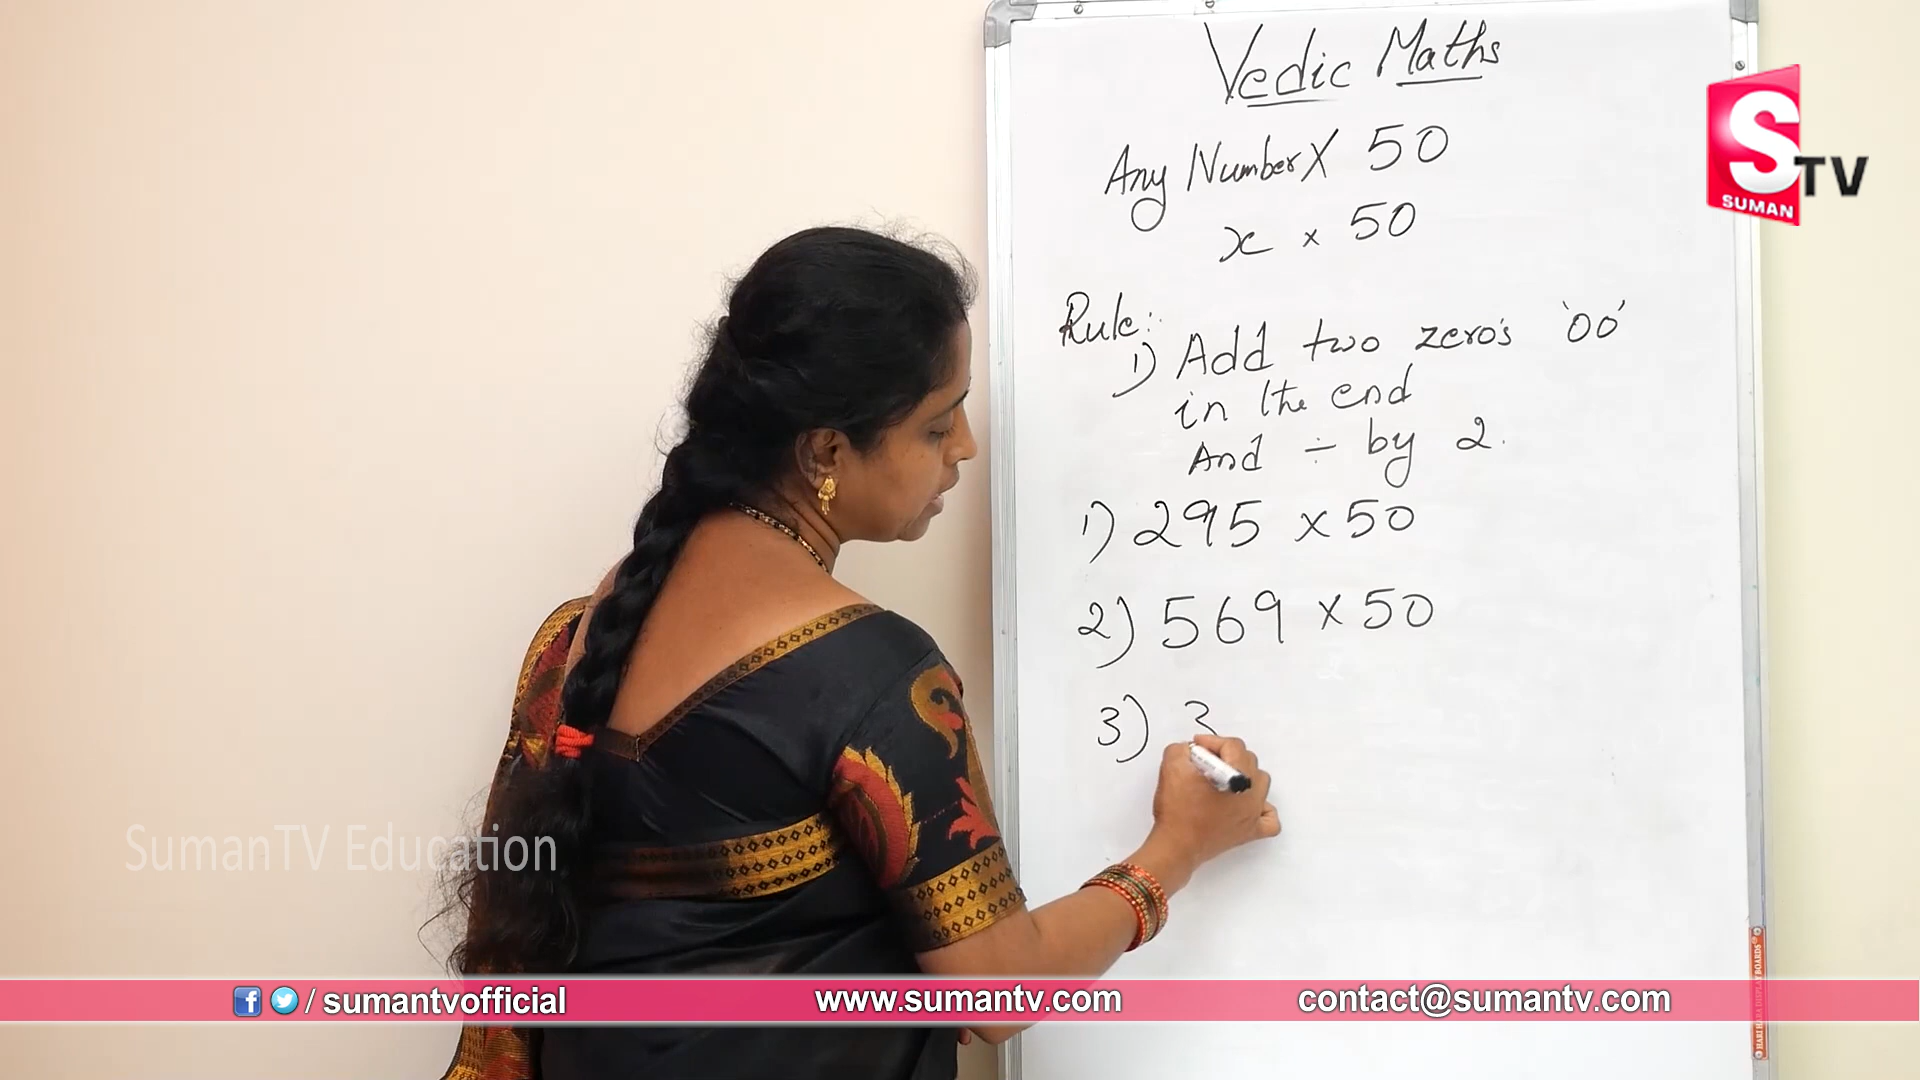 Vedic Maths
Any Number X 50
x × 50
Rule:
1) Add two zero's '00'
in the end
And ÷ by 2.
1) 295 × 50
2) 569 × 50
3) 3
S TV
SUMAN
SumanTV Education
/ sumantvofficial
www.sumantv.com
contact@sumantv.com